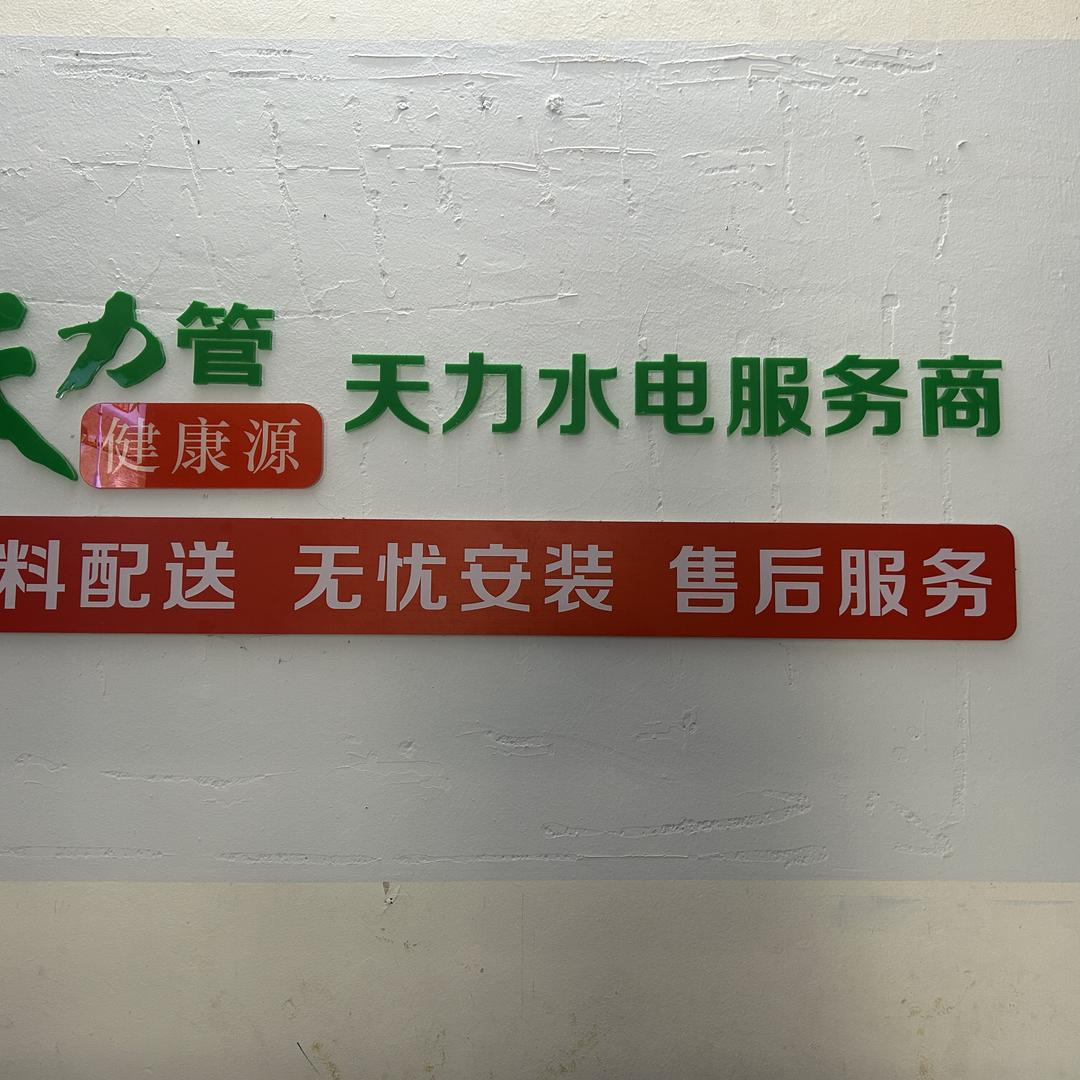 天力管
健康源
天力水电服务商
料配送 无忧安装 售后服务